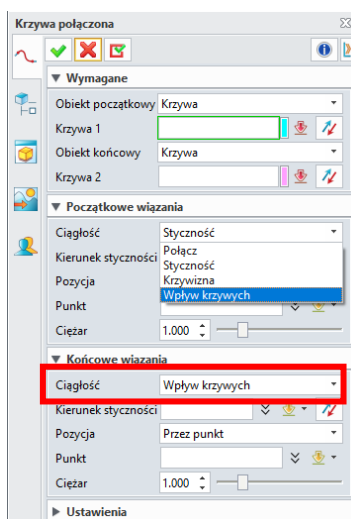 Krzywa połączona
Wymagane
Obiekt początkowy Krzywa
Krzywa 1
Obiekt końcowy Krzywa
Krzywa 2
Początkowe wiązania
Ciągłość Styczność
Połącz
Kierunek styczności Styczność
Krzywizna
Pozycja Wpływ krzywych
Punkt
Ciężar 1.000
Końcowe wiązania
Ciągłość Wpływ krzywych
Kierunek styczności
Pozycja Przez punkt
Punkt
Ciężar 1.000
Ustawienia